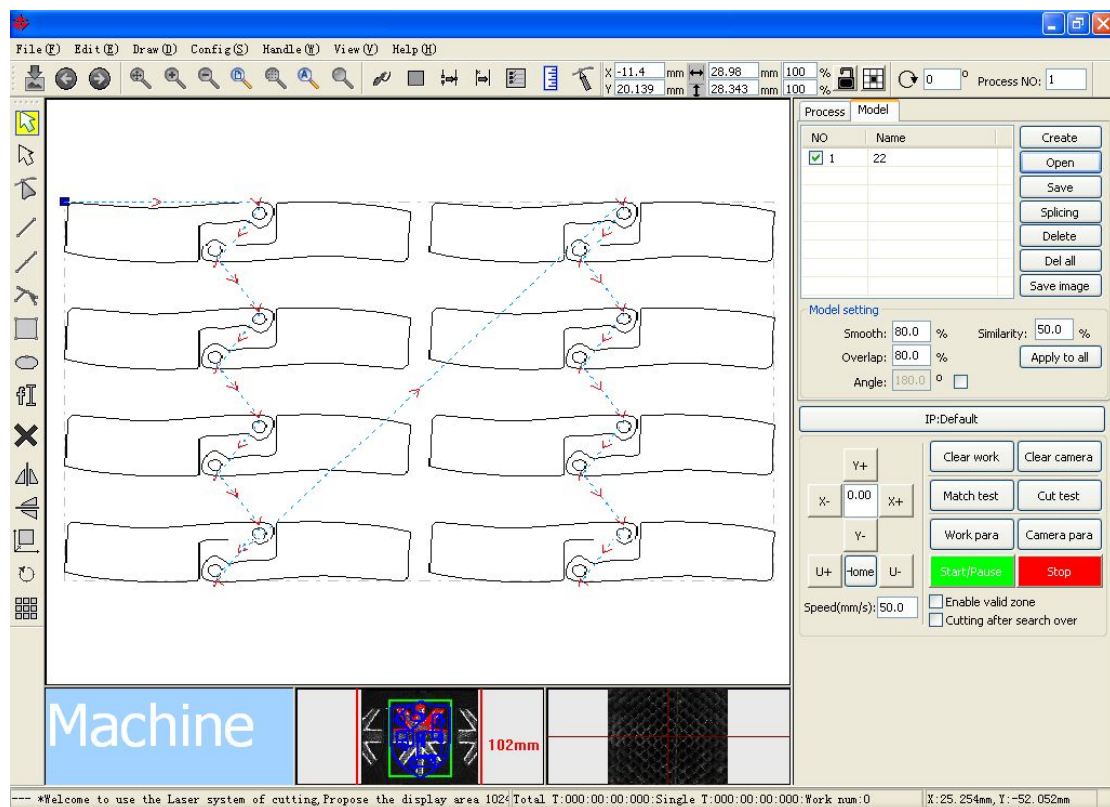 File(F) Edit(E) Draw(D) Config(S) Handle(W) View(V) Help(H)
X -11.4 mm 28.98 mm 100 %
Y 20.139 mm 28.343 mm 100 %
0 ° Process NO: 1
Process Model
NO Name
1 22
Create
Open
Save
Splicing
Delete
Del all
Save image
Model setting
Smooth: 80.0 % Similarity: 50.0 %
Overlap: 80.0 % Apply to all
Angle: 180.0 °
IP:Default
Y+
X- 0.00 X+
Y-
U+ Home U-
Speed(mm/s): 50.0
Clear work Clear camera
Match test Cut test
Work para Camera para
Start/Pause Stop
Enable valid zone
Cutting after search over
Machine
102mm
--- *Welcome to use the Laser system of cutting,Propose the display area 1024 Total T:000:00:00:000:Single T:000:00:00:000:Work num:0 X:25.254mm,Y:-52.052mm